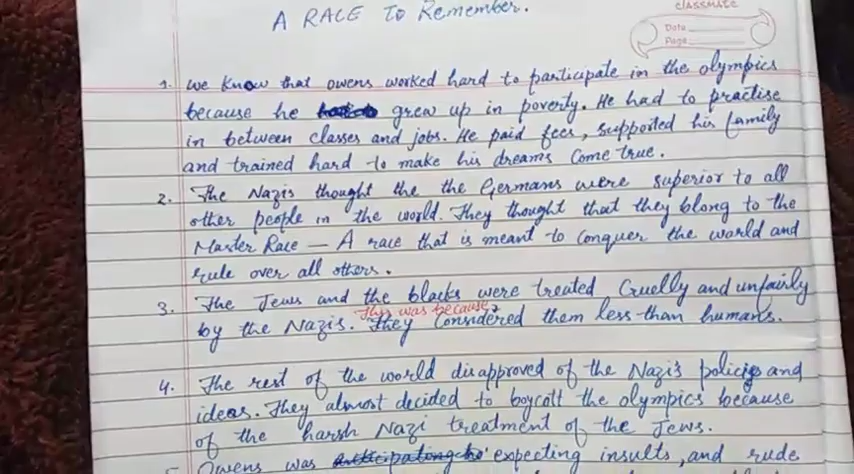 A RACE To Remember.
CLASSMATE
Date
Page
1. We know that owens worked hard to participate in the olympics
because he grew up in poverty. He had to practise
in between classes and jobs. He paid fees, supported his family
and trained hard to make his dreams come true.
2. The Nazis thought the the Germans were superior to all
other people in the world. They thought that they blong to the
Master Race — A race that is meant to conquer the world and
rule over all others.
3. The Jews and the blacks were treated Cruelly and unfairly
This was because
by the Nazis. They Considered them less than humans.
4. The rest of the world disapproved of the Nazi's policies and
ideas. They almost decided to boycott the olympics because
of the harsh Nazi treatment of the Jews.
5. Owens was expecting insults, and rude